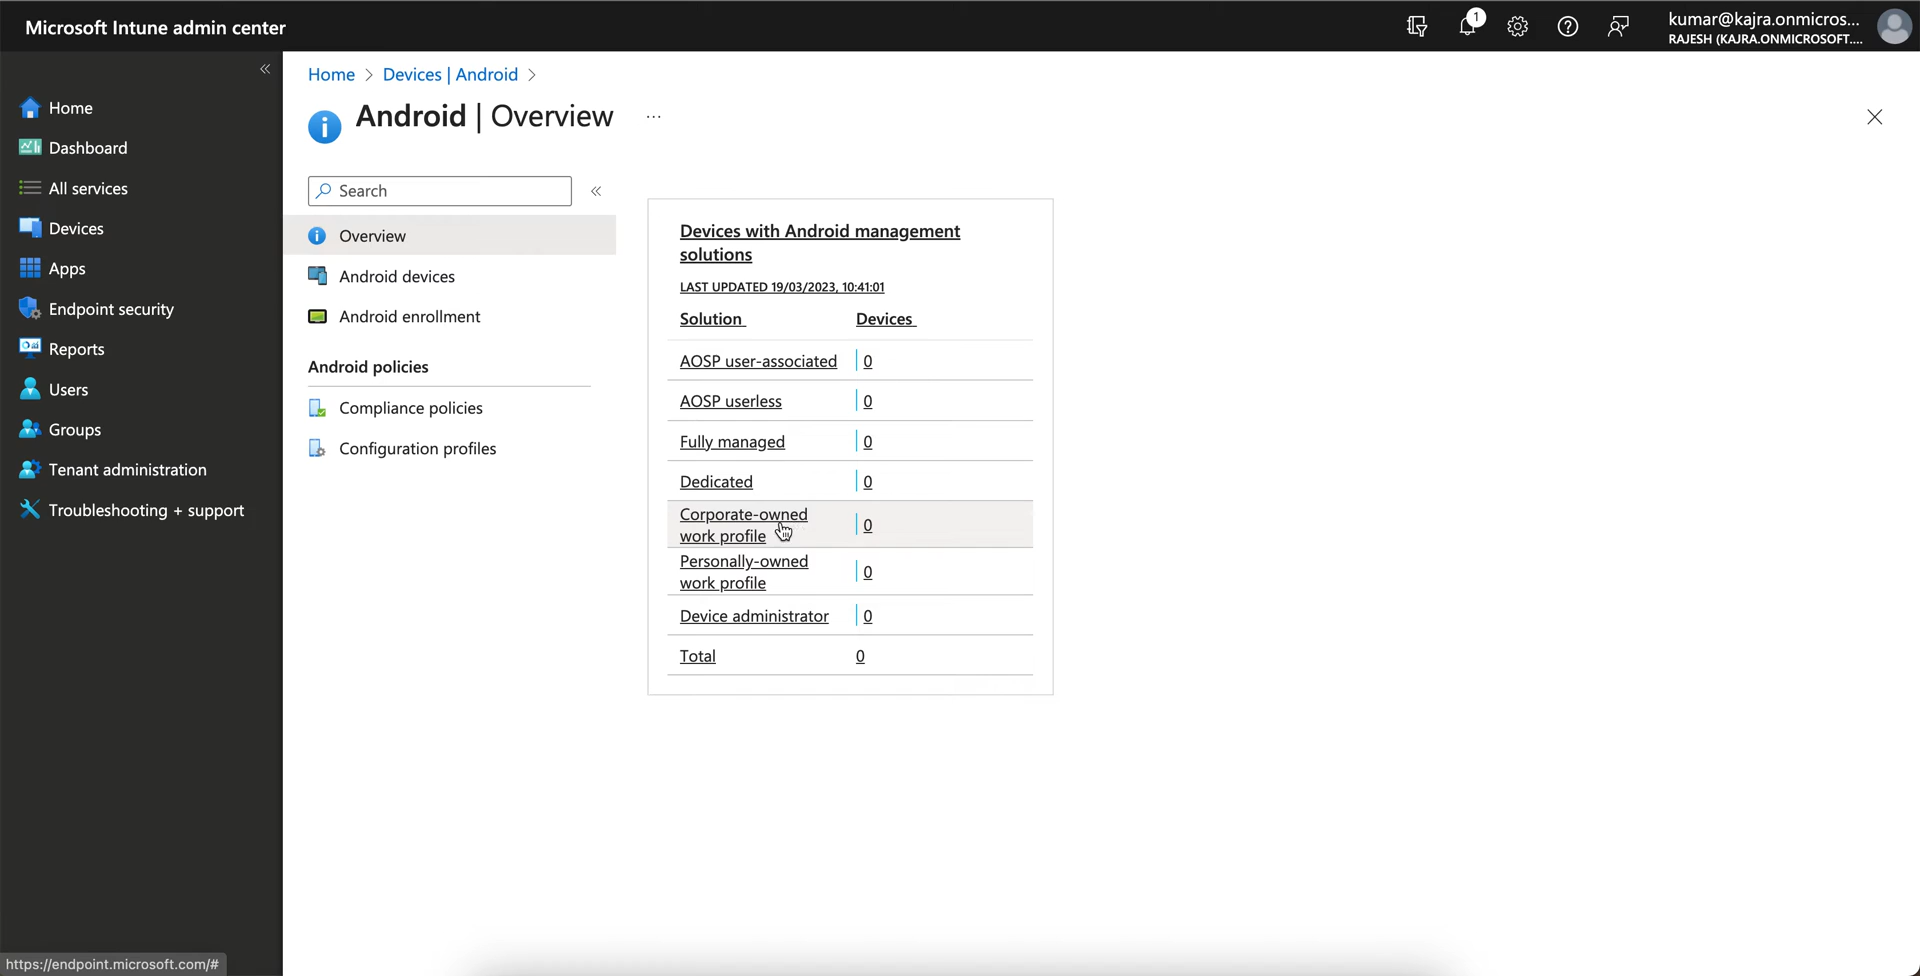 Microsoft Intune admin center
1
kumar@kajra.onmicros...
RAJESH (KAJRA.ONMICROSOFT....
Home
Dashboard
All services
Devices
Apps
Endpoint security
Reports
Users
Groups
Tenant administration
Troubleshooting + support
Home > Devices | Android >
Android | Overview ...
Search
Overview
Android devices
Android enrollment
Android policies
Compliance policies
Configuration profiles
Devices with Android management
solutions
LAST UPDATED 19/03/2023, 10:41:01
Solution Devices
AOSP user-associated 0
AOSP userless 0
Fully managed 0
Dedicated 0
Corporate-owned
work profile 0
Personally-owned
work profile 0
Device administrator 0
Total 0
https://endpoint.microsoft.com/#